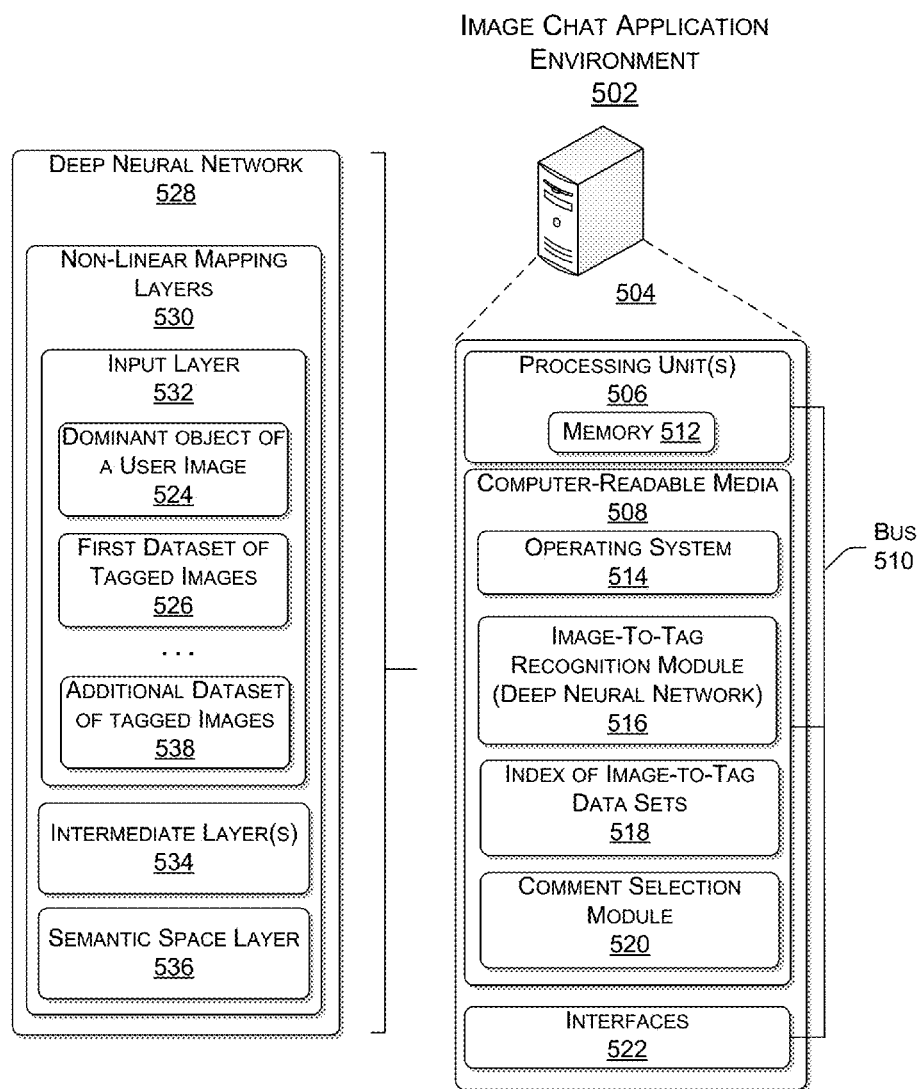 IMAGE CHAT APPLICATION
ENVIRONMENT
502
DEEP NEURAL NETWORK
528
NON-LINEAR MAPPING
LAYERS
530
INPUT LAYER
532
DOMINANT OBJECT OF
A USER IMAGE
524
FIRST DATASET OF
TAGGED IMAGES
526
...
ADDITIONAL DATASET
OF TAGGED IMAGES
538
INTERMEDIATE LAYER(S)
534
SEMANTIC SPACE LAYER
536
504
PROCESSING UNIT(S)
506
MEMORY 512
COMPUTER-READABLE MEDIA
508
OPERATING SYSTEM
514
IMAGE-TO-TAG
RECOGNITION MODULE
(DEEP NEURAL NETWORK)
516
INDEX OF IMAGE-TO-TAG
DATA SETS
518
COMMENT SELECTION
MODULE
520
INTERFACES
522
BUS
510